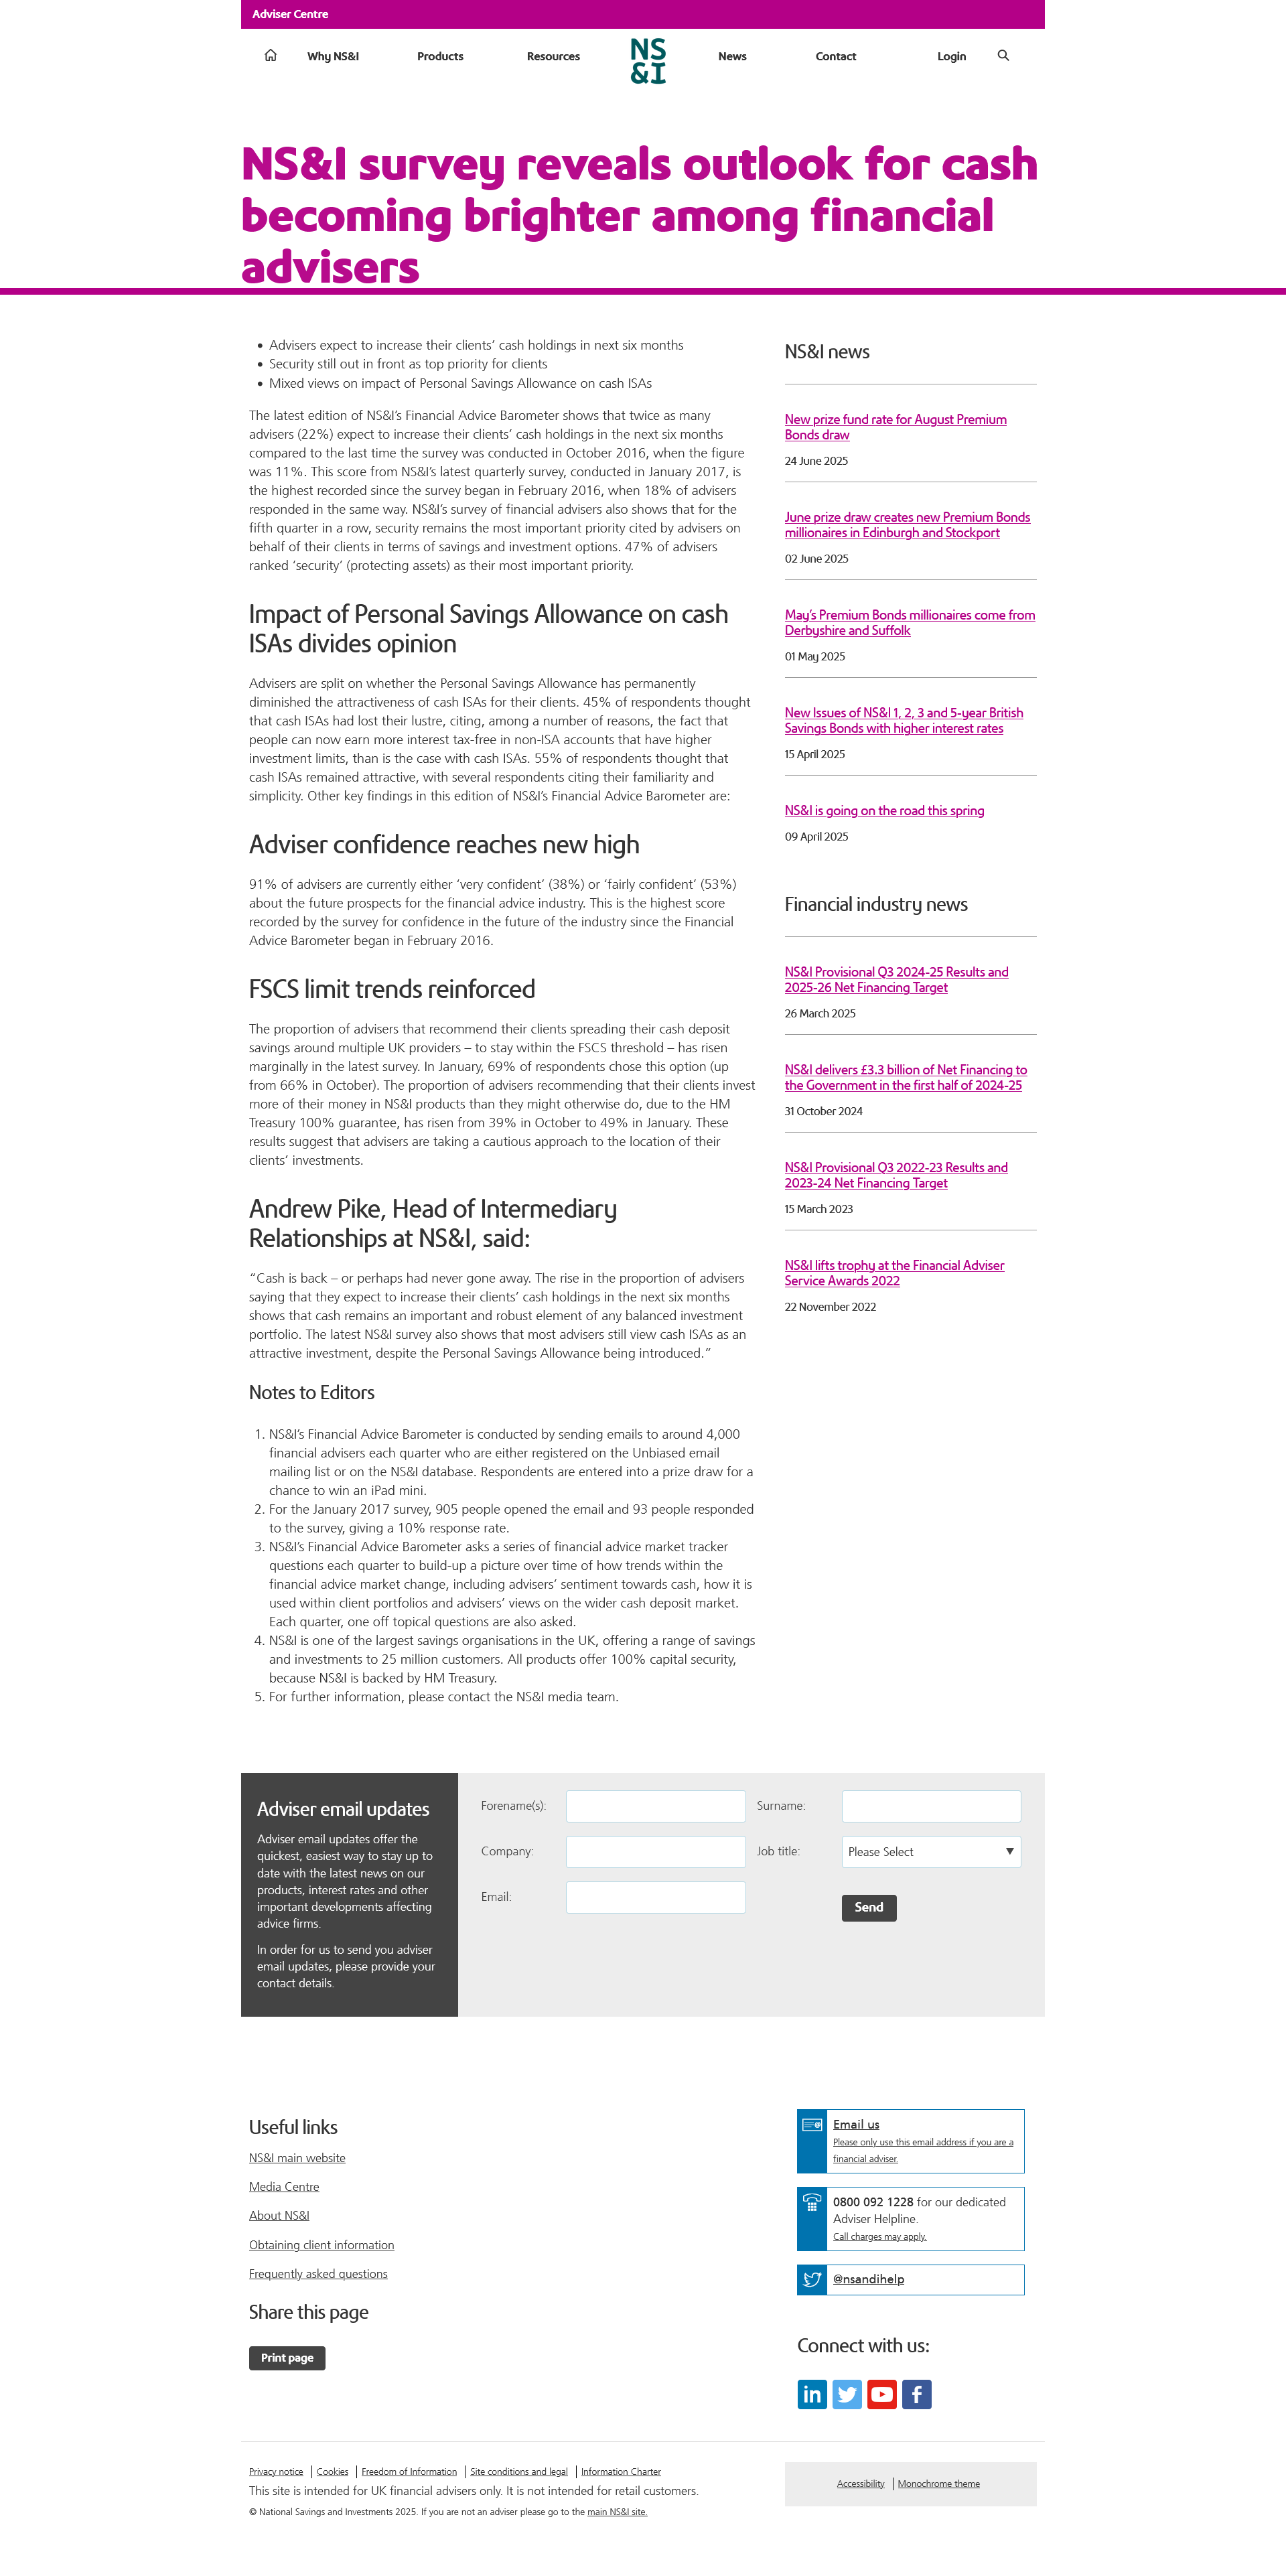 Adviser Centre
Why NS&I
Products
Resources
NS
&I
News
Contact
Login
NS&I survey reveals outlook for cash
becoming brighter among financial
advisers
• Advisers expect to increase their clients’ cash holdings in next six months
• Security still out in front as top priority for clients
• Mixed views on impact of Personal Savings Allowance on cash ISAs
The latest edition of NS&I’s Financial Advice Barometer shows that twice as many
advisers (22%) expect to increase their clients’ cash holdings in the next six months
compared to the last time the survey was conducted in October 2016, when the figure
was 11%. This score from NS&I’s latest quarterly survey, conducted in January 2017, is
the highest recorded since the survey began in February 2016, when 18% of advisers
responded in the same way. NS&I’s survey of financial advisers also shows that for the
fifth quarter in a row, security remains the most important priority cited by advisers on
behalf of their clients in terms of savings and investment options. 47% of advisers
ranked ‘security’ (protecting assets) as their most important priority.
Impact of Personal Savings Allowance on cash
ISAs divides opinion
Advisers are split on whether the Personal Savings Allowance has permanently
diminished the attractiveness of cash ISAs for their clients. 45% of respondents thought
that cash ISAs had lost their lustre, citing, among a number of reasons, the fact that
people can now earn more interest tax-free in non-ISA accounts that have higher
investment limits, than is the case with cash ISAs. 55% of respondents thought that
cash ISAs remained attractive, with several respondents citing their familiarity and
simplicity. Other key findings in this edition of NS&I’s Financial Advice Barometer are:
Adviser confidence reaches new high
91% of advisers are currently either ‘very confident’ (38%) or ‘fairly confident’ (53%)
about the future prospects for the financial advice industry. This is the highest score
recorded by the survey for confidence in the future of the industry since the Financial
Advice Barometer began in February 2016.
FSCS limit trends reinforced
The proportion of advisers that recommend their clients spreading their cash deposit
savings around multiple UK providers – to stay within the FSCS threshold – has risen
marginally in the latest survey. In January, 69% of respondents chose this option (up
from 66% in October). The proportion of advisers recommending that their clients invest
more of their money in NS&I products than they might otherwise do, due to the HM
Treasury 100% guarantee, has risen from 39% in October to 49% in January. These
results suggest that advisers are taking a cautious approach to the location of their
clients’ investments.
Andrew Pike, Head of Intermediary
Relationships at NS&I, said:
“Cash is back – or perhaps had never gone away. The rise in the proportion of advisers
saying that they expect to increase their clients’ cash holdings in the next six months
shows that cash remains an important and robust element of any balanced investment
portfolio. The latest NS&I survey also shows that most advisers still view cash ISAs as an
attractive investment, despite the Personal Savings Allowance being introduced.”
Notes to Editors
1. NS&I’s Financial Advice Barometer is conducted by sending emails to around 4,000
financial advisers each quarter who are either registered on the Unbiased email
mailing list or on the NS&I database. Respondents are entered into a prize draw for a
chance to win an iPad mini.
2. For the January 2017 survey, 905 people opened the email and 93 people responded
to the survey, giving a 10% response rate.
3. NS&I’s Financial Advice Barometer asks a series of financial advice market tracker
questions each quarter to build-up a picture over time of how trends within the
financial advice market change, including advisers’ sentiment towards cash, how it is
used within client portfolios and advisers’ views on the wider cash deposit market.
Each quarter, one off topical questions are also asked.
4. NS&I is one of the largest savings organisations in the UK, offering a range of savings
and investments to 25 million customers. All products offer 100% capital security,
because NS&I is backed by HM Treasury.
5. For further information, please contact the NS&I media team.
NS&I news
New prize fund rate for August Premium
Bonds draw
24 June 2025
June prize draw creates new Premium Bonds
millionaires in Edinburgh and Stockport
02 June 2025
May’s Premium Bonds millionaires come from
Derbyshire and Suffolk
01 May 2025
New Issues of NS&I 1, 2, 3 and 5-year British
Savings Bonds with higher interest rates
15 April 2025
NS&I is going on the road this spring
09 April 2025
Financial industry news
NS&I Provisional Q3 2024-25 Results and
2025-26 Net Financing Target
26 March 2025
NS&I delivers £3.3 billion of Net Financing to
the Government in the first half of 2024-25
31 October 2024
NS&I Provisional Q3 2022-23 Results and
2023-24 Net Financing Target
15 March 2023
NS&I lifts trophy at the Financial Adviser
Service Awards 2022
22 November 2022
Adviser email updates
Adviser email updates offer the
quickest, easiest way to stay up to
date with the latest news on our
products, interest rates and other
important developments affecting
advice firms.
In order for us to send you adviser
email updates, please provide your
contact details.
Forename(s):
Surname:
Company:
Job title:
Please Select
Email:
Send
Useful links
NS&I main website
Media Centre
About NS&I
Obtaining client information
Frequently asked questions
Share this page
Print page
Email us
Please only use this email address if you are a
financial adviser.
0800 092 1228 for our dedicated
Adviser Helpline.
Call charges may apply.
@nsandihelp
Connect with us:
Privacy notice | Cookies | Freedom of Information | Site conditions and legal | Information Charter
This site is intended for UK financial advisers only. It is not intended for retail customers.
© National Savings and Investments 2025. If you are not an adviser please go to the main NS&I site.
Accessibility | Monochrome theme